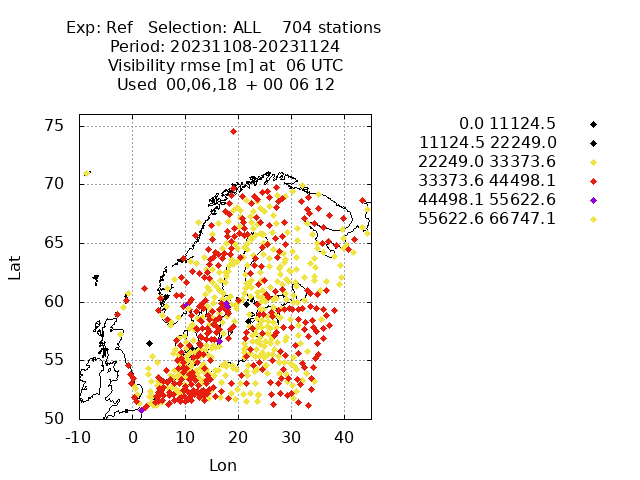 Exp: Ref Selection: ALL 704 stations
Period: 20231108-20231124
Visibility rmse [m] at 06 UTC
Used 00,06,18 + 00 06 12
0.0 11124.5
11124.5 22249.0
22249.0 33373.6
33373.6 44498.1
44498.1 55622.6
55622.6 66747.1
75
70
65
60
55
50
Lat
-10 0 10 20 30 40
Lon